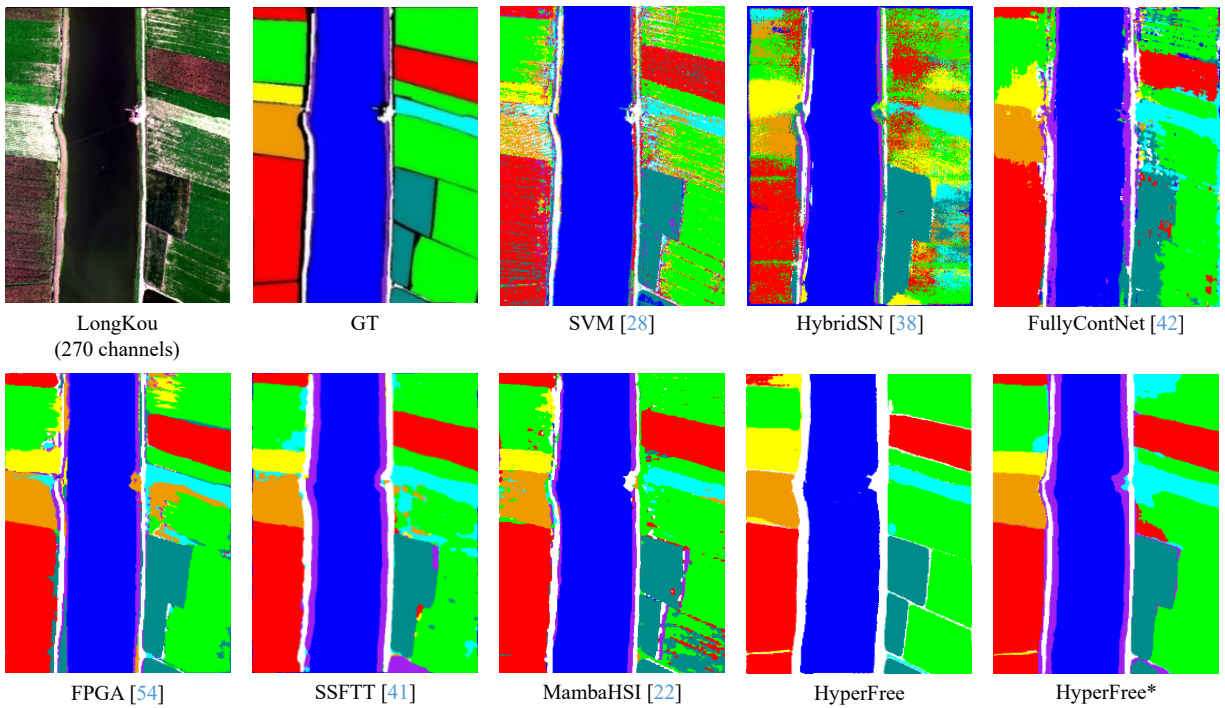 LongKou
(270 channels)
GT
SVM [28]
HybridSN [38]
FullyContNet [42]
FPGA [54]
SSFTT [41]
MambaHSI [22]
HyperFree
HyperFree*